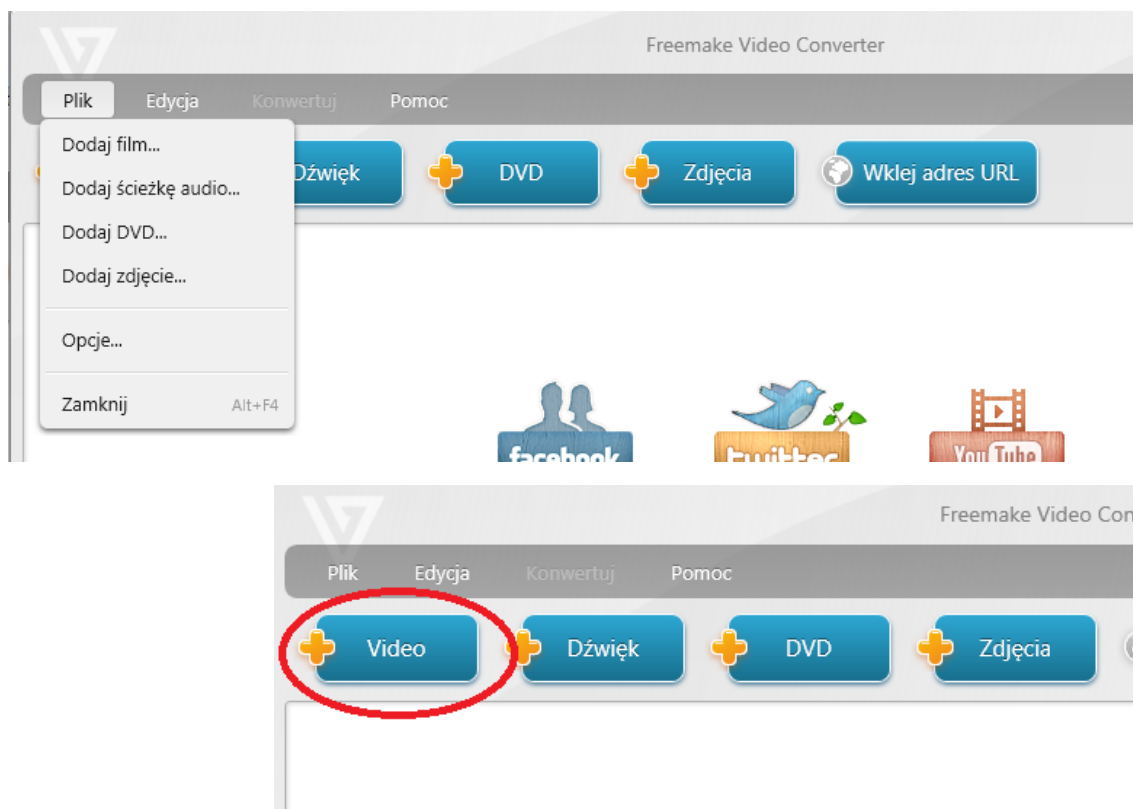 Freemake Video Converter
Plik Edycja Konwertuj Pomoc
Dodaj film...
Dodaj ścieżkę audio...
Dodaj DVD...
Dodaj zdjęcie...
Opcje...
Zamknij Alt+F4
Dźwięk DVD Zdjęcia Wklej adres URL
facebook twitter YouTube
Freemake Video Con
Plik Edycja Konwertuj Pomoc
Video Dźwięk DVD Zdjęcia